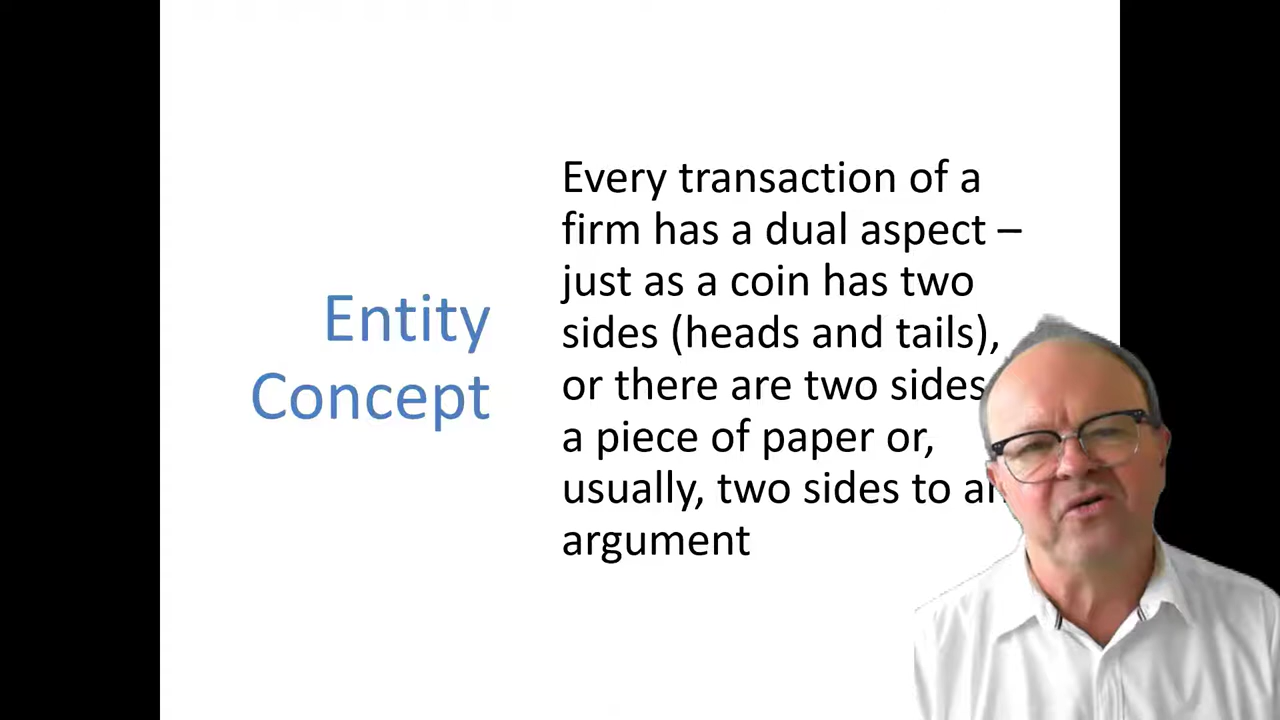 Entity
Concept
Every transaction of a
firm has a dual aspect –
just as a coin has two
sides (heads and tails),
or there are two sides
a piece of paper or,
usually, two sides to
argument